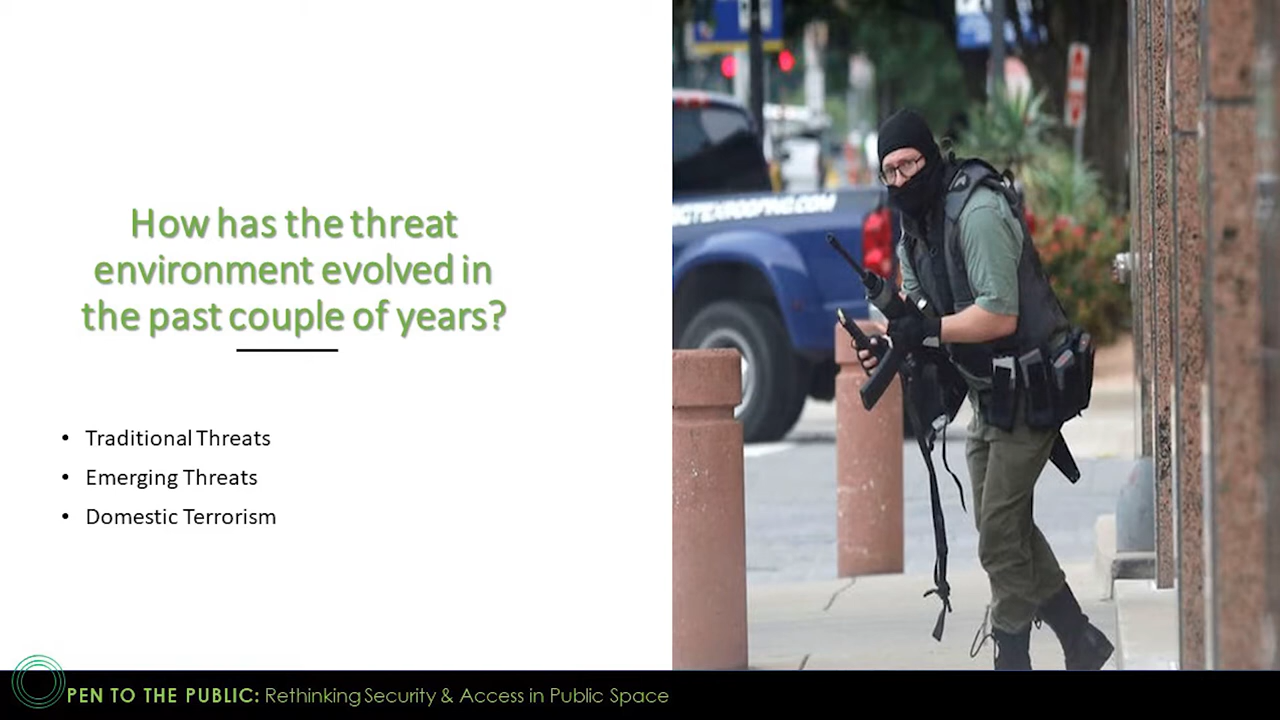 How has the threat
environment evolved in
the past couple of years?
• Traditional Threats
• Emerging Threats
• Domestic Terrorism
PEN TO THE PUBLIC: Rethinking Security & Access in Public Space